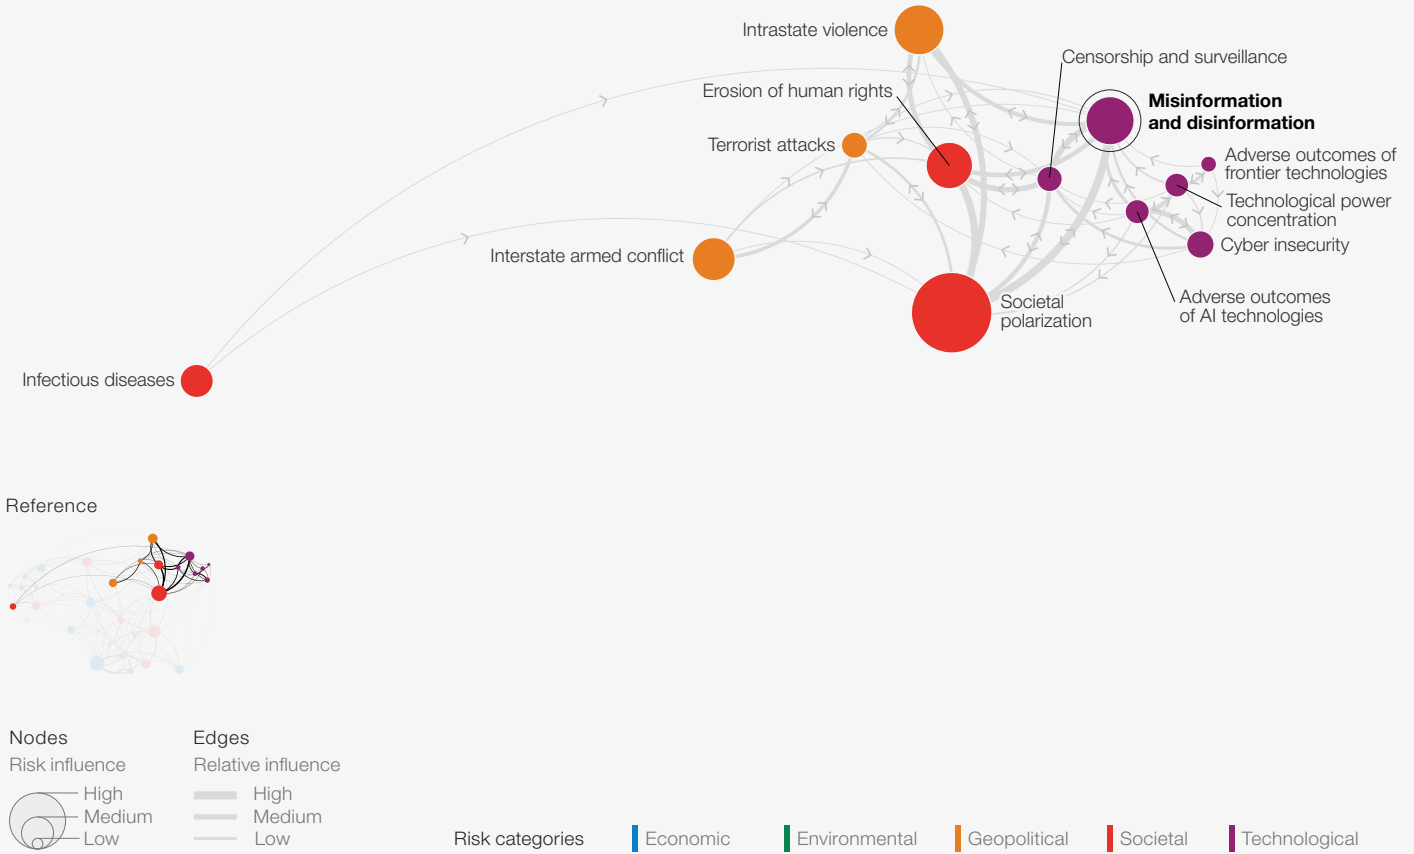 Intrastate violence
Censorship and surveillance
Erosion of human rights
Misinformation
and disinformation
Terrorist attacks
Adverse outcomes of
frontier technologies
Technological power
concentration
Interstate armed conflict
Cyber insecurity
Societal
polarization
Adverse outcomes
of AI technologies
Infectious diseases
Reference
Nodes
Risk influence
High
Medium
Low
Edges
Relative influence
High
Medium
Low
Risk categories
Economic
Environmental
Geopolitical
Societal
Technological